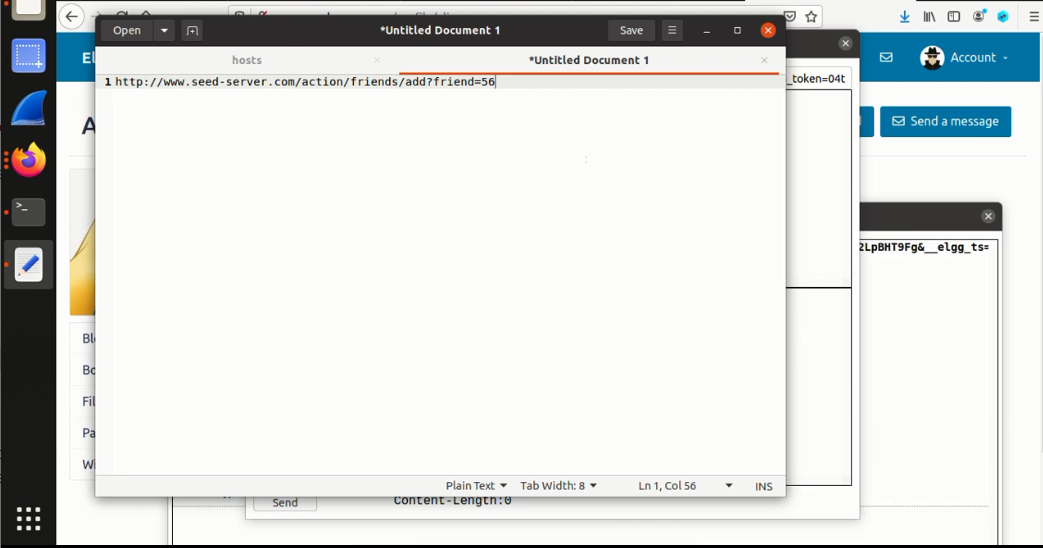 Open
*Untitled Document 1
Save
hosts
*Untitled Document 1
1 http://www.seed-server.com/action/friends/add?friend=56
_token=04t
Account
Send a message
2LpBHT9Fg&__elgg_ts=
Plain Text
Tab Width: 8
Ln 1, Col 56
INS
Send
Content-Length:0